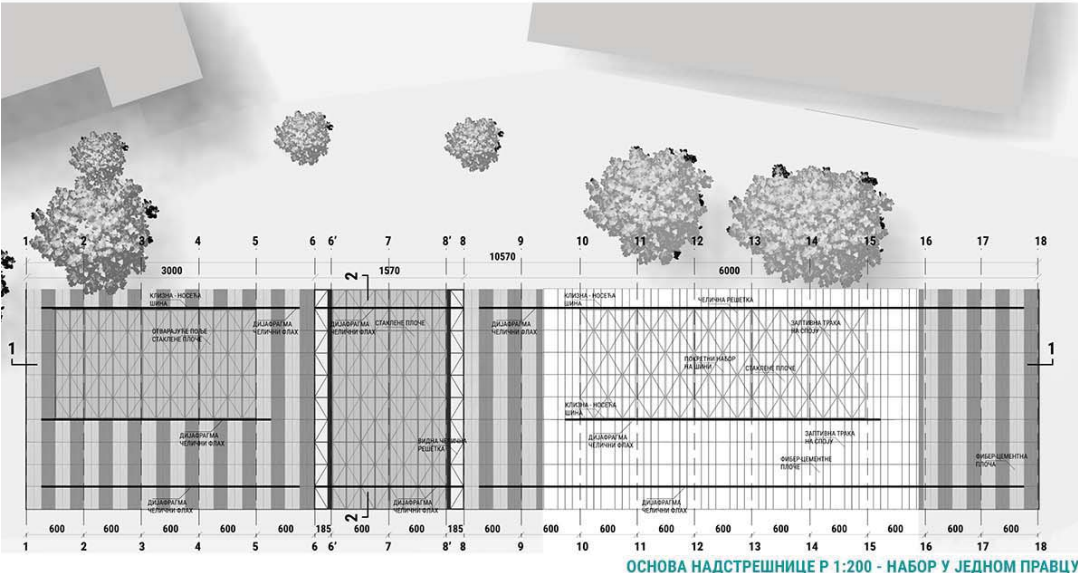 1 2 3 4 5 6 6' 7 8' 8 9 10 11 12 13 14 15 16 17 18
10570
3000 1570 6000
2
КЛИЗНА - НОСЕЋА
ШИНА
КЛИЗНА - НОСЕЋА
ШИНА
ЧЕЛИЧНА РЕШЕТКА
ДИЈАФРАГМА
ЧЕЛИЧНИ ФЛАХ
ДИЈАФРАГМА
ЧЕЛИЧНИ ФЛАХ
СТАКЛЕНЕ ПЛОЧЕ
ДИЈАФРАГМА
ЧЕЛИЧНИ ФЛАХ
ЗАПТИВНА ТРАКА
НА СПОЈУ
ОТВАРАЈУЋЕ ПОЉЕ
СТАКЛЕНЕ ПЛОЧЕ
1
1
ПОКРЕТНИ НАБОР
НА ШИНИ
СТАКЛЕНЕ ПЛОЧЕ
КЛИЗНА - НОСЕЋА
ШИНА
ДИЈАФРАГМА
ЧЕЛИЧНИ ФЛАХ
ВИДНА ЧЕЛИЧНА
РЕШЕТКА
ДИЈАФРАГМА
ЧЕЛИЧНИ ФЛАХ
ЗАПТИВНА ТРАКА
НА СПОЈУ
ФИБЕР-ЦЕМЕНТНЕ
ПЛОЧЕ
ФИБЕР-ЦЕМЕНТНА
ПЛОЧА
ДИЈАФРАГМА
ЧЕЛИЧНИ ФЛАХ
ДИЈАФРАГМА
ЧЕЛИЧНИ ФЛАХ
ДИЈАФРАГМА
ЧЕЛИЧНИ ФЛАХ
2
600 600 600 600 600 185 600 600 185 600 600 600 600 600 600 600 600 600 600
1 2 3 4 5 6 6' 7 8' 8 9 10 11 12 13 14 15 16 17 18
ОСНОВА НАДСТРЕШНИЦЕ Р 1:200 - НАБОР У ЈЕДНОМ ПРАВЦУ